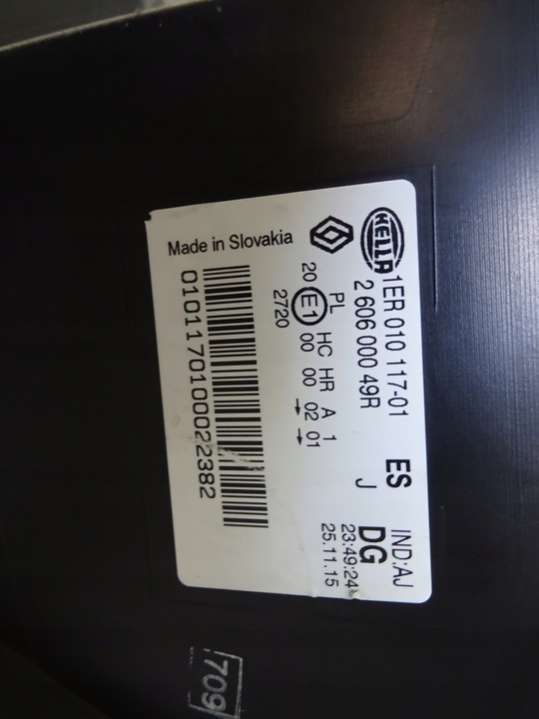 HELLA
1ER 010 117-01
ES
IND:AJ
2 606 000 49R
J
DG
23:49:24
25.11.15
PL HC HR A 1
20 E1 00 00 02 01
→ →
2720
Made in Slovakia
0101170100022382
709